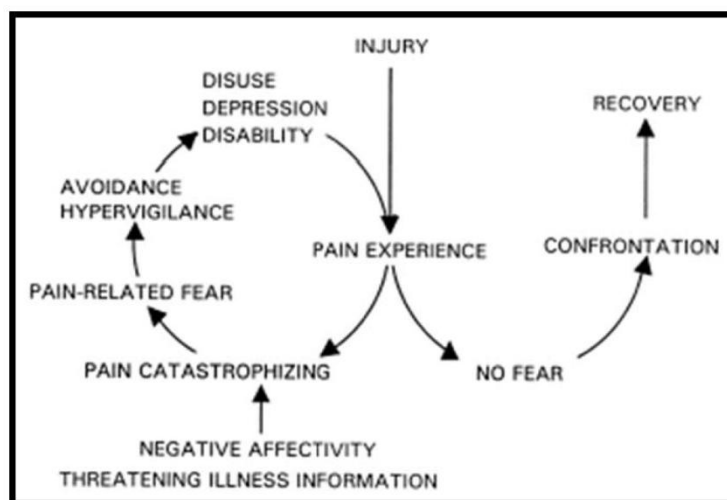 INJURY
DISUSE
DEPRESSION
DISABILITY
RECOVERY
AVOIDANCE
HYPERVIGILANCE
PAIN EXPERIENCE
CONFRONTATION
PAIN-RELATED FEAR
PAIN CATASTROPHIZING
NO FEAR
NEGATIVE AFFECTIVITY
THREATENING ILLNESS INFORMATION